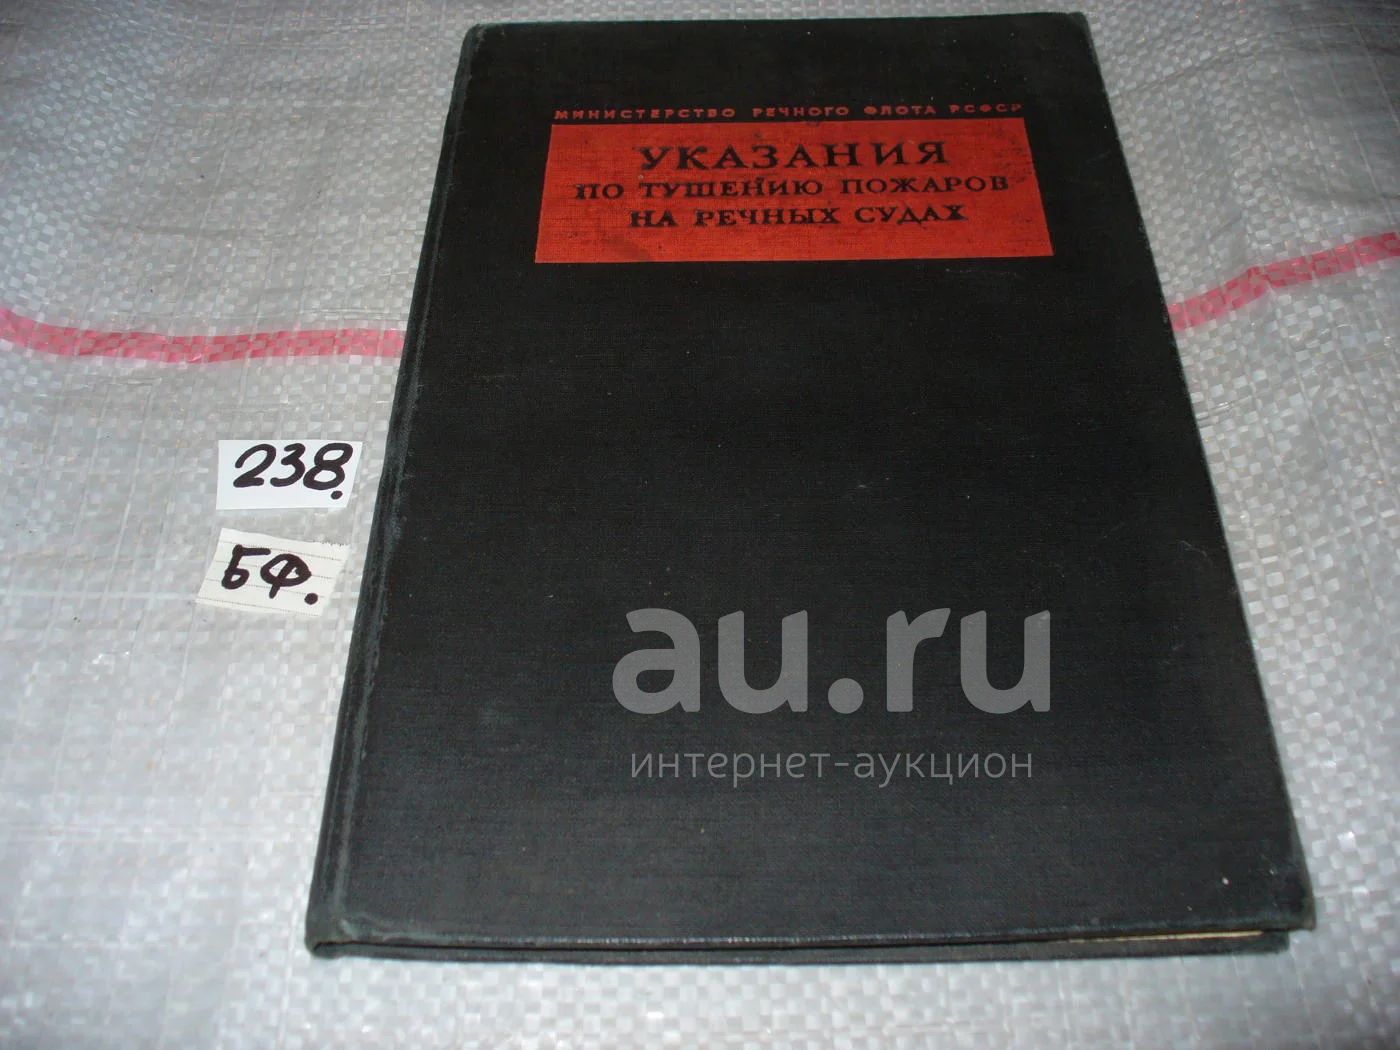 МИНИСТЕРСТВО РЕЧНОГО ФЛОТА РСФСР
УКАЗАНИЯ
ПО ТУШЕНИЮ ПОЖАРОВ
НА РЕЧНЫХ СУДАХ
238.
БФ.
au.ru
интернет-аукцион